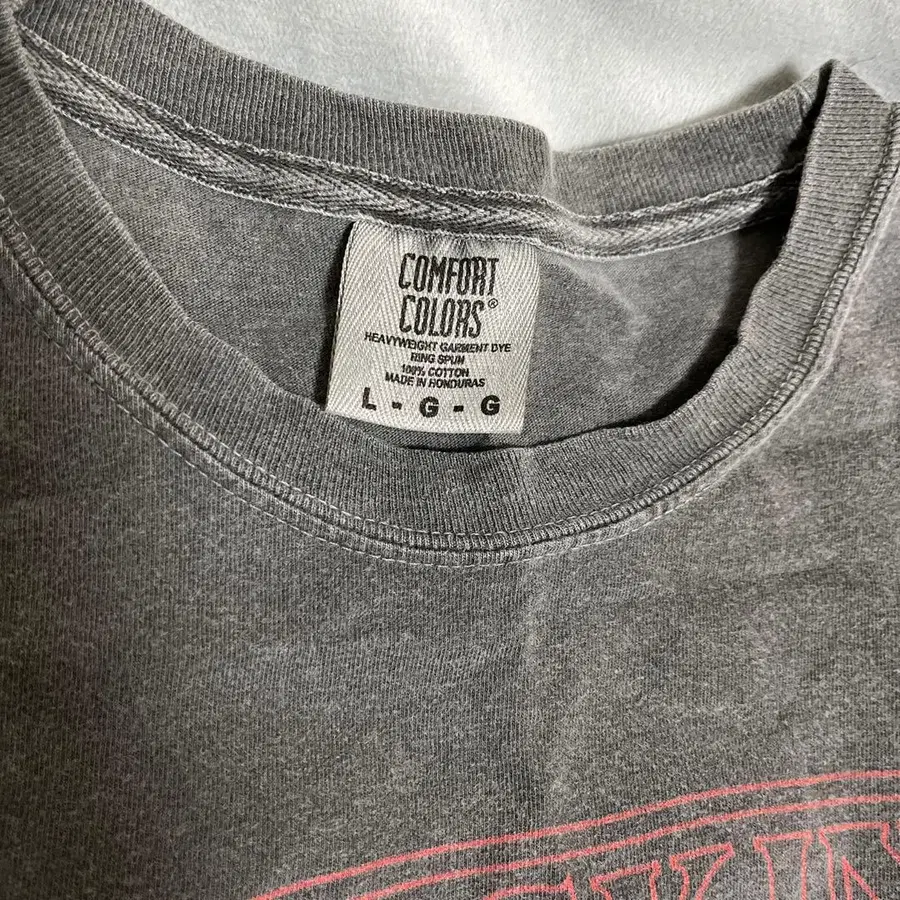 COMFORT
COLORS®
HEAVYWEIGHT GARMENT DYE
RING SPUN
100% COTTON
MADE IN HONDURAS
L - G - G